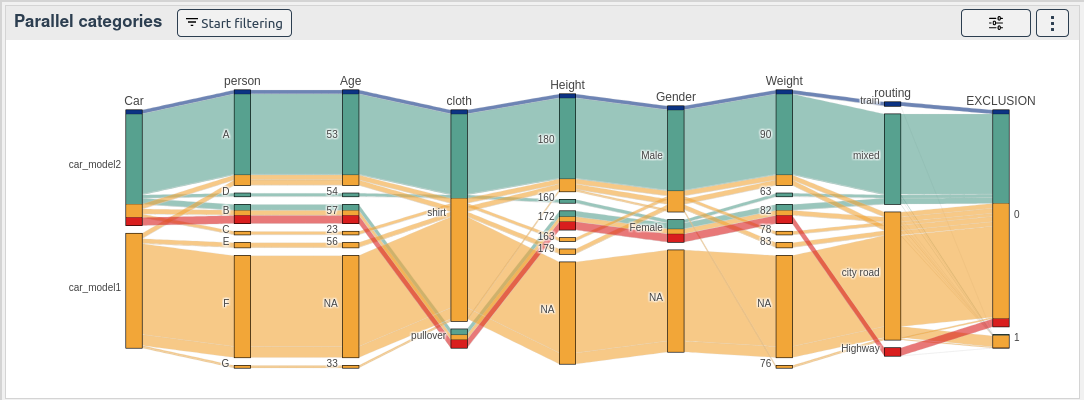 Parallel categories
Start filtering
Car
person
Age
cloth
Height
Gender
Weight
routing
EXCLUSION
car_model2
car_model1
A
D
B
C
E
F
G
53
54
57
23
56
NA
33
shirt
pullover
180
160
172
163
179
NA
Male
Female
NA
90
63
82
78
83
NA
76
train
mixed
city road
Highway
0
1